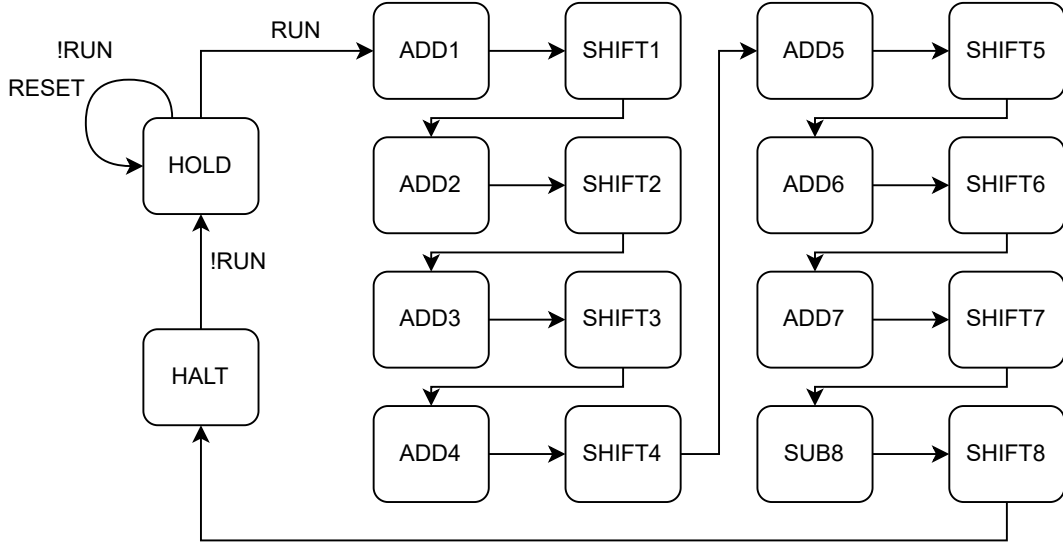 RUN
ADD1
SHIFT1
ADD5
SHIFT5
!RUN
RESET
HOLD
ADD2
SHIFT2
ADD6
SHIFT6
!RUN
ADD3
SHIFT3
ADD7
SHIFT7
HALT
ADD4
SHIFT4
SUB8
SHIFT8